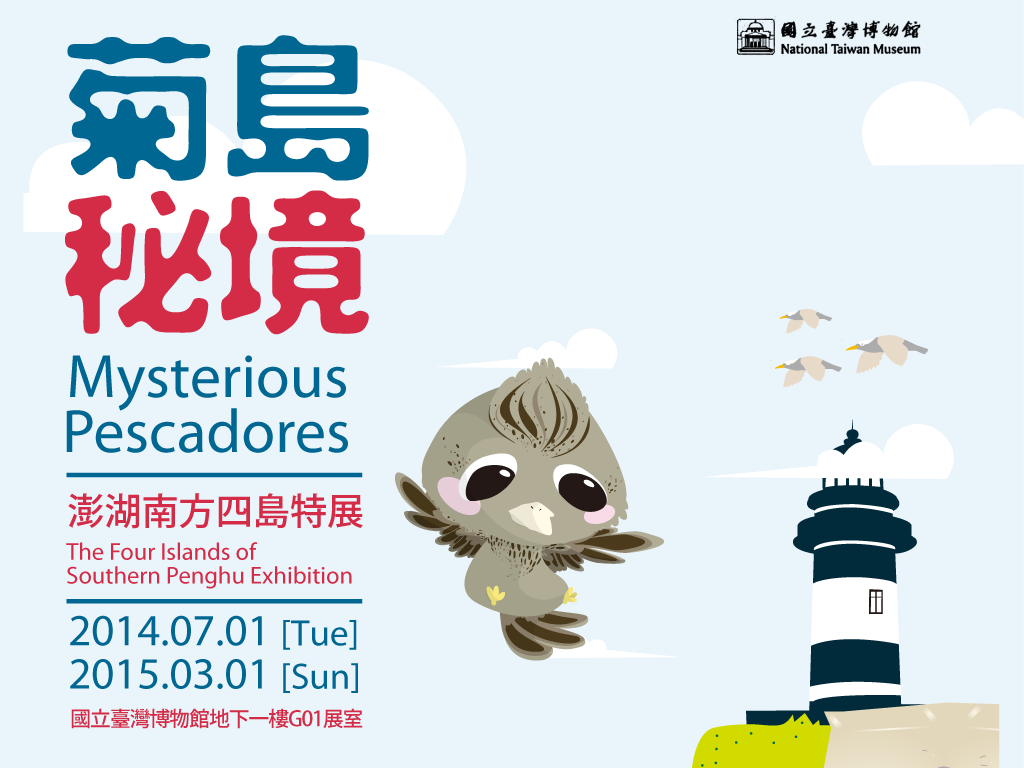 國立臺灣博物館
National Taiwan Museum
菊島
秘境
Mysterious
Pescadores
澎湖南方四島特展
The Four Islands of
Southern Penghu Exhibition
2014.07.01 [Tue]
2015.03.01 [Sun]
國立臺灣博物館地下一樓G01展室